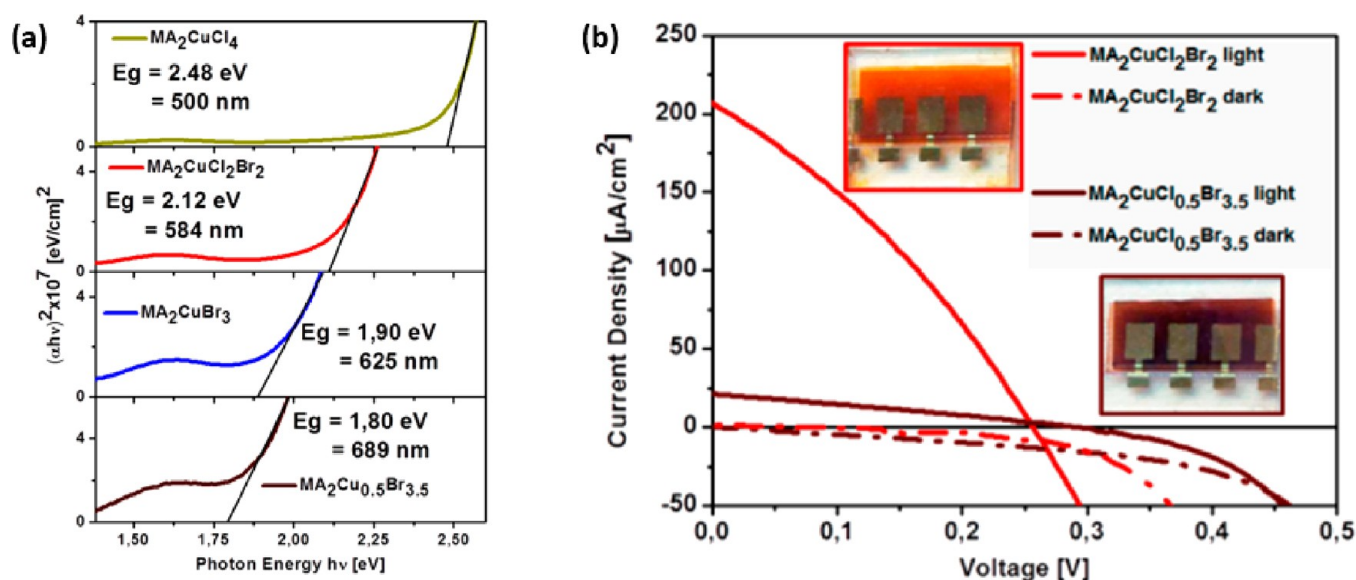 (a)
MA2CuCl4
Eg = 2.48 eV
= 500 nm
MA2CuCl2Br2
Eg = 2.12 eV
= 584 nm
MA2CuBr3
Eg = 1,90 eV
= 625 nm
Eg = 1,80 eV
= 689 nm
MA2Cu0.5Br3.5
(αhν)2x107 [eV/cm]2
4
0
4
0
4
0
4
0
1,50 1,75 2,00 2,25 2,50
Photon Energy hν [eV]
(b)
MA2CuCl2Br2 light
MA2CuCl2Br2 dark
MA2CuCl0.5Br3.5 light
MA2CuCl0.5Br3.5 dark
Current Density [µA/cm2]
250
200
150
100
50
0
-50
0,0 0,1 0,2 0,3 0,4 0,5
Voltage [V]